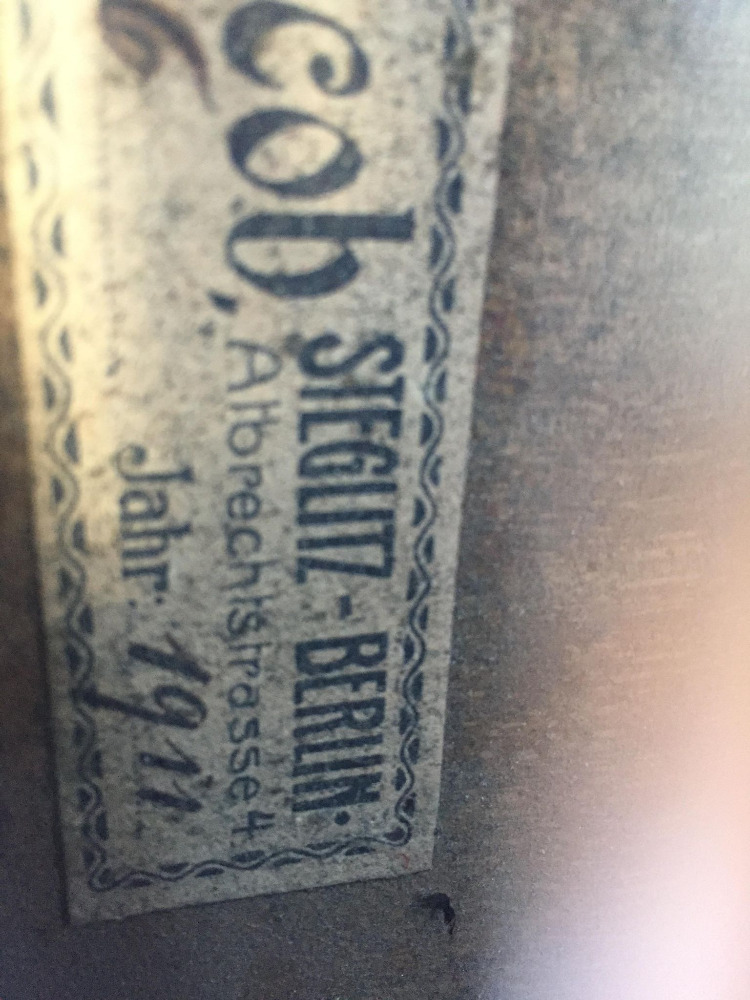 cob, STEGLITZ - BERLIN.
Albrechtstrasse 4.
Jahr: 1911